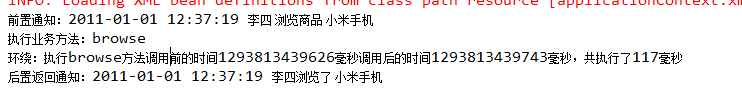 INFO: Loading XML bean definitions from class path resource [applicationContext.xm
前置通知：2011-01-01 12:37:19 李四 浏览商品 小米手机
执行业务方法：browse
环绕：执行browse方法调用前的时间1293813439626毫秒调用后的时间1293813439743毫秒，共执行了117毫秒
后置返回通知：2011-01-01 12:37:19 李四浏览了 小米手机